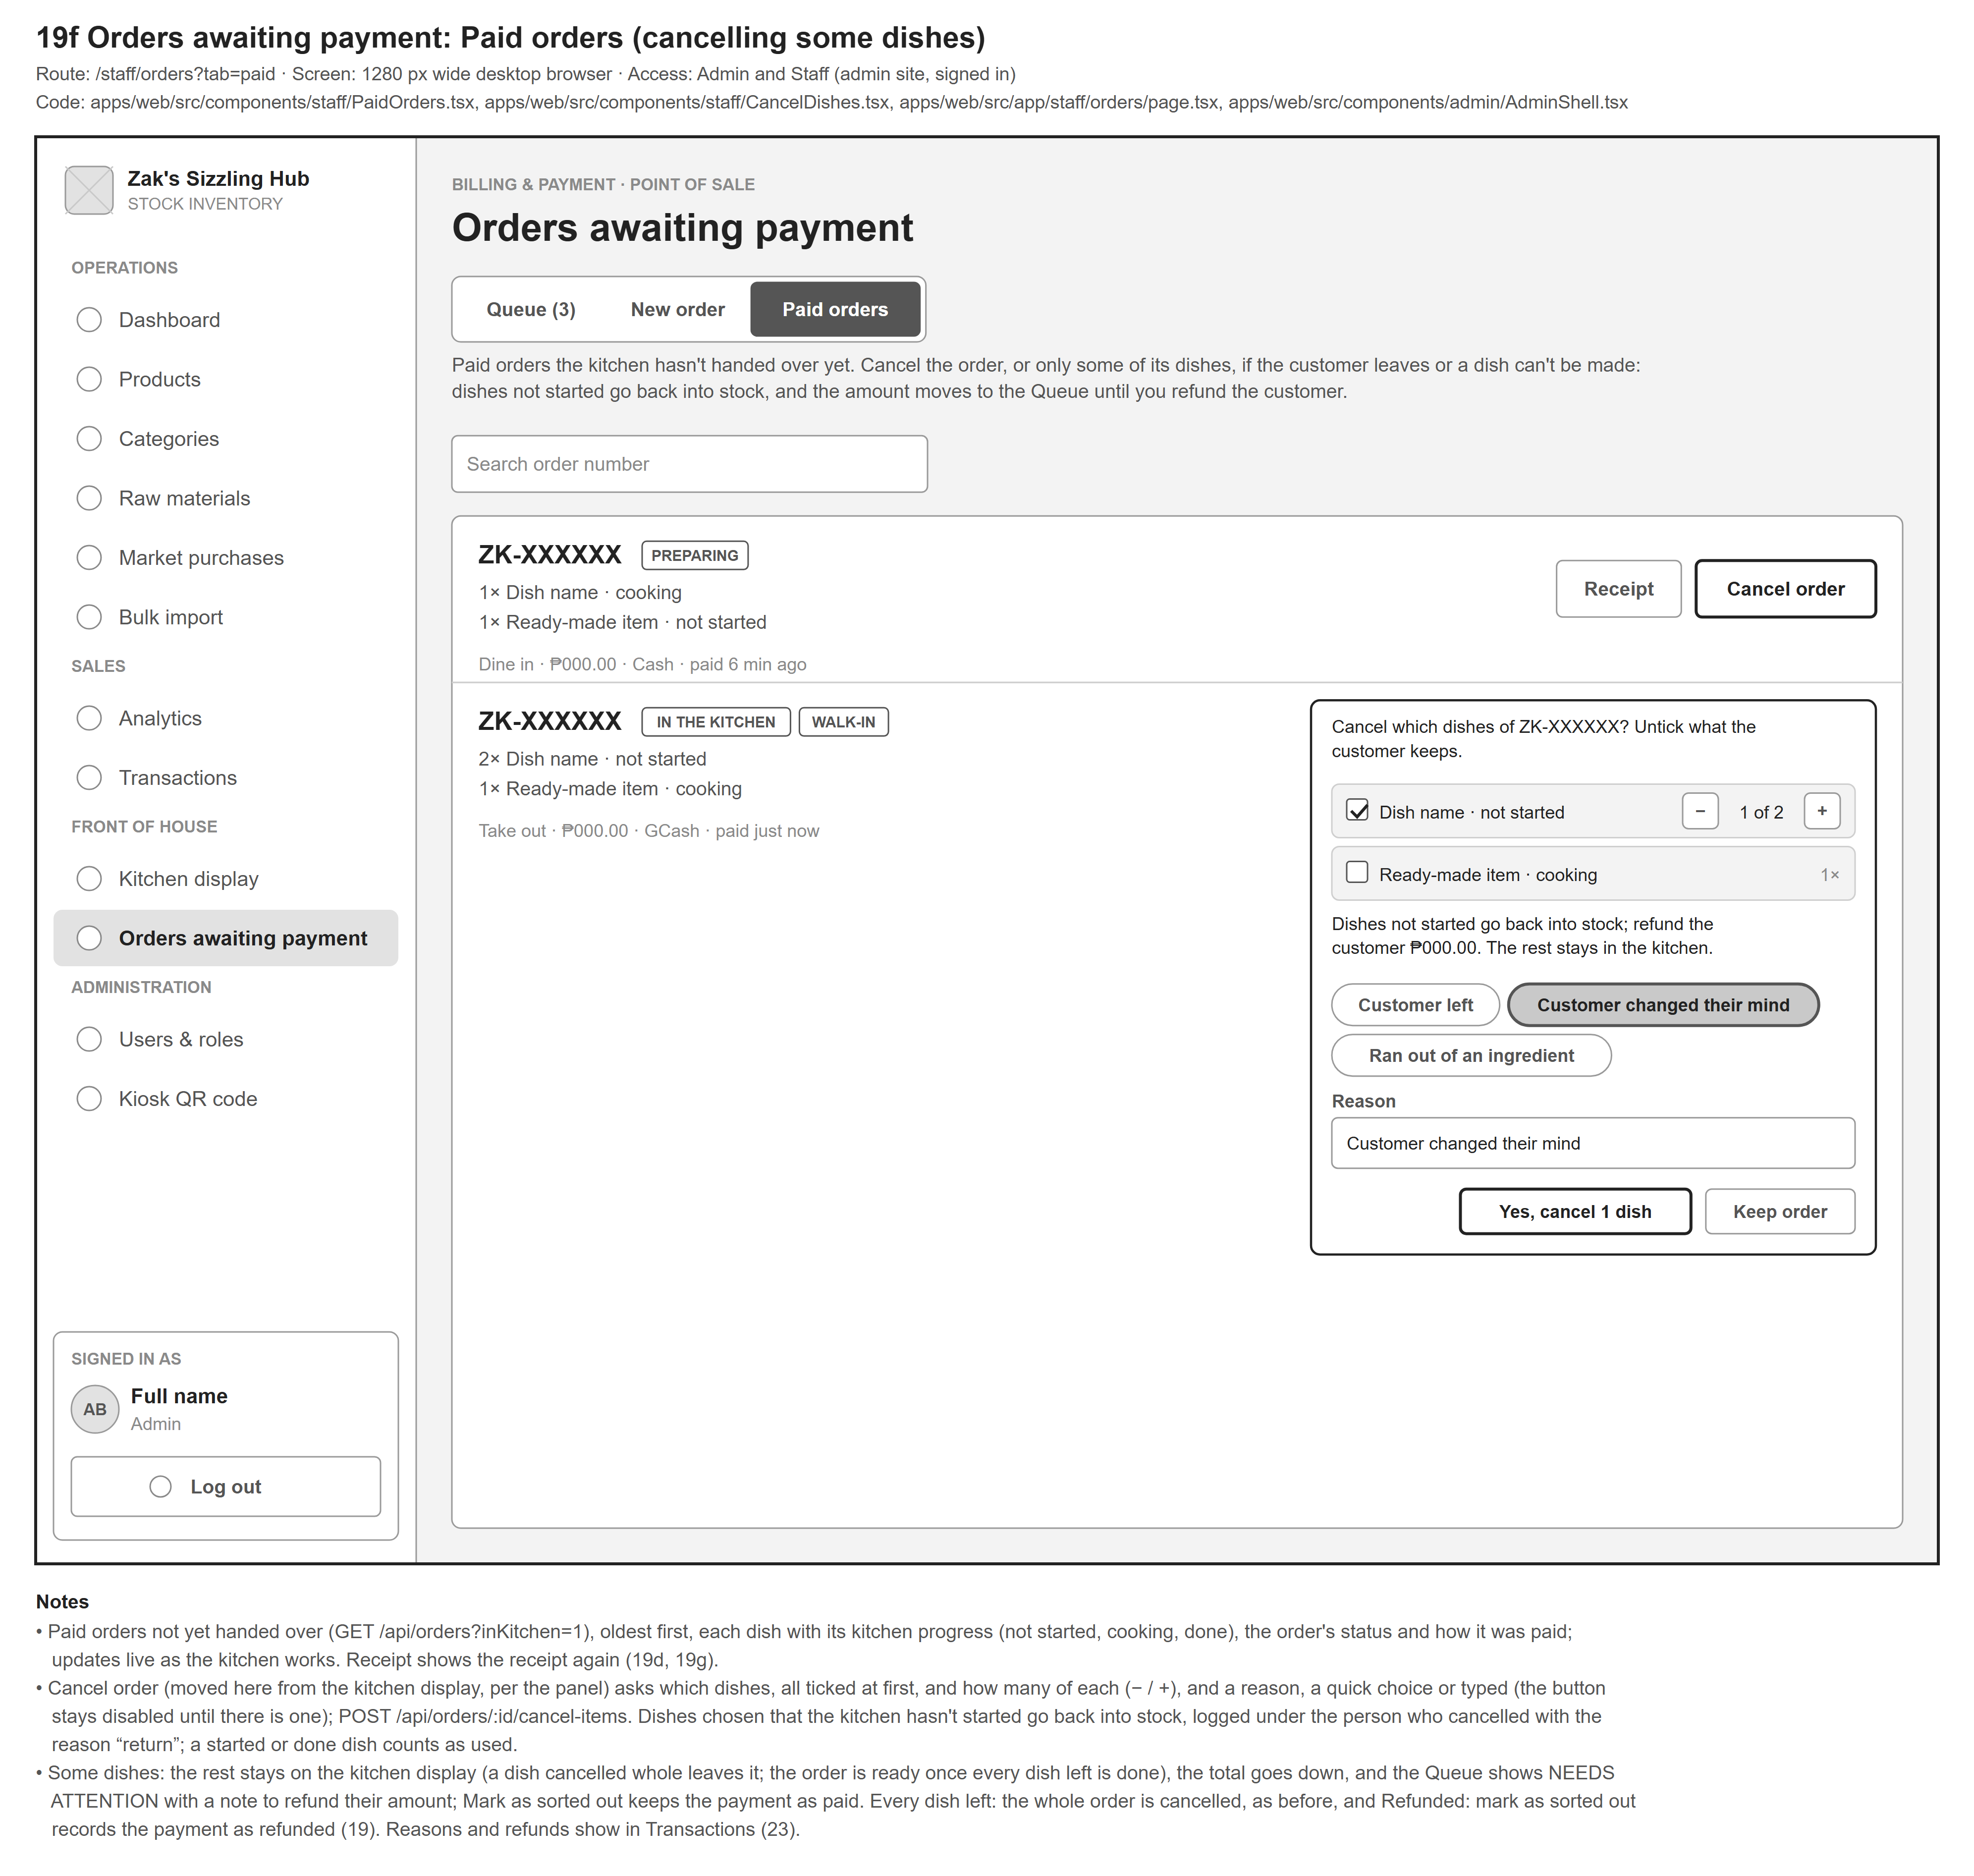 19f Orders awaiting payment: Paid orders (cancelling some dishes)
Route: /staff/orders?tab=paid · Screen: 1280 px wide desktop browser · Access: Admin and Staff (admin site, signed in)
Code: apps/web/src/components/staff/PaidOrders.tsx, apps/web/src/components/staff/CancelDishes.tsx, apps/web/src/app/staff/orders/page.tsx, apps/web/src/components/admin/AdminShell.tsx
Zak's Sizzling Hub
STOCK INVENTORY
OPERATIONS
Dashboard
Products
Categories
Raw materials
Market purchases
Bulk import
SALES
Analytics
Transactions
FRONT OF HOUSE
Kitchen display
Orders awaiting payment
ADMINISTRATION
Users & roles
Kiosk QR code
SIGNED IN AS
AB
Full name
Admin
Log out
BILLING & PAYMENT · POINT OF SALE
Orders awaiting payment
Queue (3)
New order
Paid orders
Paid orders the kitchen hasn't handed over yet. Cancel the order, or only some of its dishes, if the customer leaves or a dish can't be made:
dishes not started go back into stock, and the amount moves to the Queue until you refund the customer.
Search order number
ZK-XXXXXX
PREPARING
1× Dish name · cooking
1× Ready-made item · not started
Dine in · ₱000.00 · Cash · paid 6 min ago
Receipt
Cancel order
ZK-XXXXXX
IN THE KITCHEN
WALK-IN
2× Dish name · not started
1× Ready-made item · cooking
Take out · ₱000.00 · GCash · paid just now
Cancel which dishes of ZK-XXXXXX? Untick what the
customer keeps.
Dish name · not started
−
1 of 2
+
Ready-made item · cooking
1×
Dishes not started go back into stock; refund the
customer ₱000.00. The rest stays in the kitchen.
Customer left
Customer changed their mind
Ran out of an ingredient
Reason
Customer changed their mind
Yes, cancel 1 dish
Keep order
Notes
• Paid orders not yet handed over (GET /api/orders?inKitchen=1), oldest first, each dish with its kitchen progress (not started, cooking, done), the order's status and how it was paid;
updates live as the kitchen works. Receipt shows the receipt again (19d, 19g).
• Cancel order (moved here from the kitchen display, per the panel) asks which dishes, all ticked at first, and how many of each (− / +), and a reason, a quick choice or typed (the button
stays disabled until there is one); POST /api/orders/:id/cancel-items. Dishes chosen that the kitchen hasn't started go back into stock, logged under the person who cancelled with the
reason “return”; a started or done dish counts as used.
• Some dishes: the rest stays on the kitchen display (a dish cancelled whole leaves it; the order is ready once every dish left is done), the total goes down, and the Queue shows NEEDS
ATTENTION with a note to refund their amount; Mark as sorted out keeps the payment as paid. Every dish left: the whole order is cancelled, as before, and Refunded: mark as sorted out
records the payment as refunded (19). Reasons and refunds show in Transactions (23).